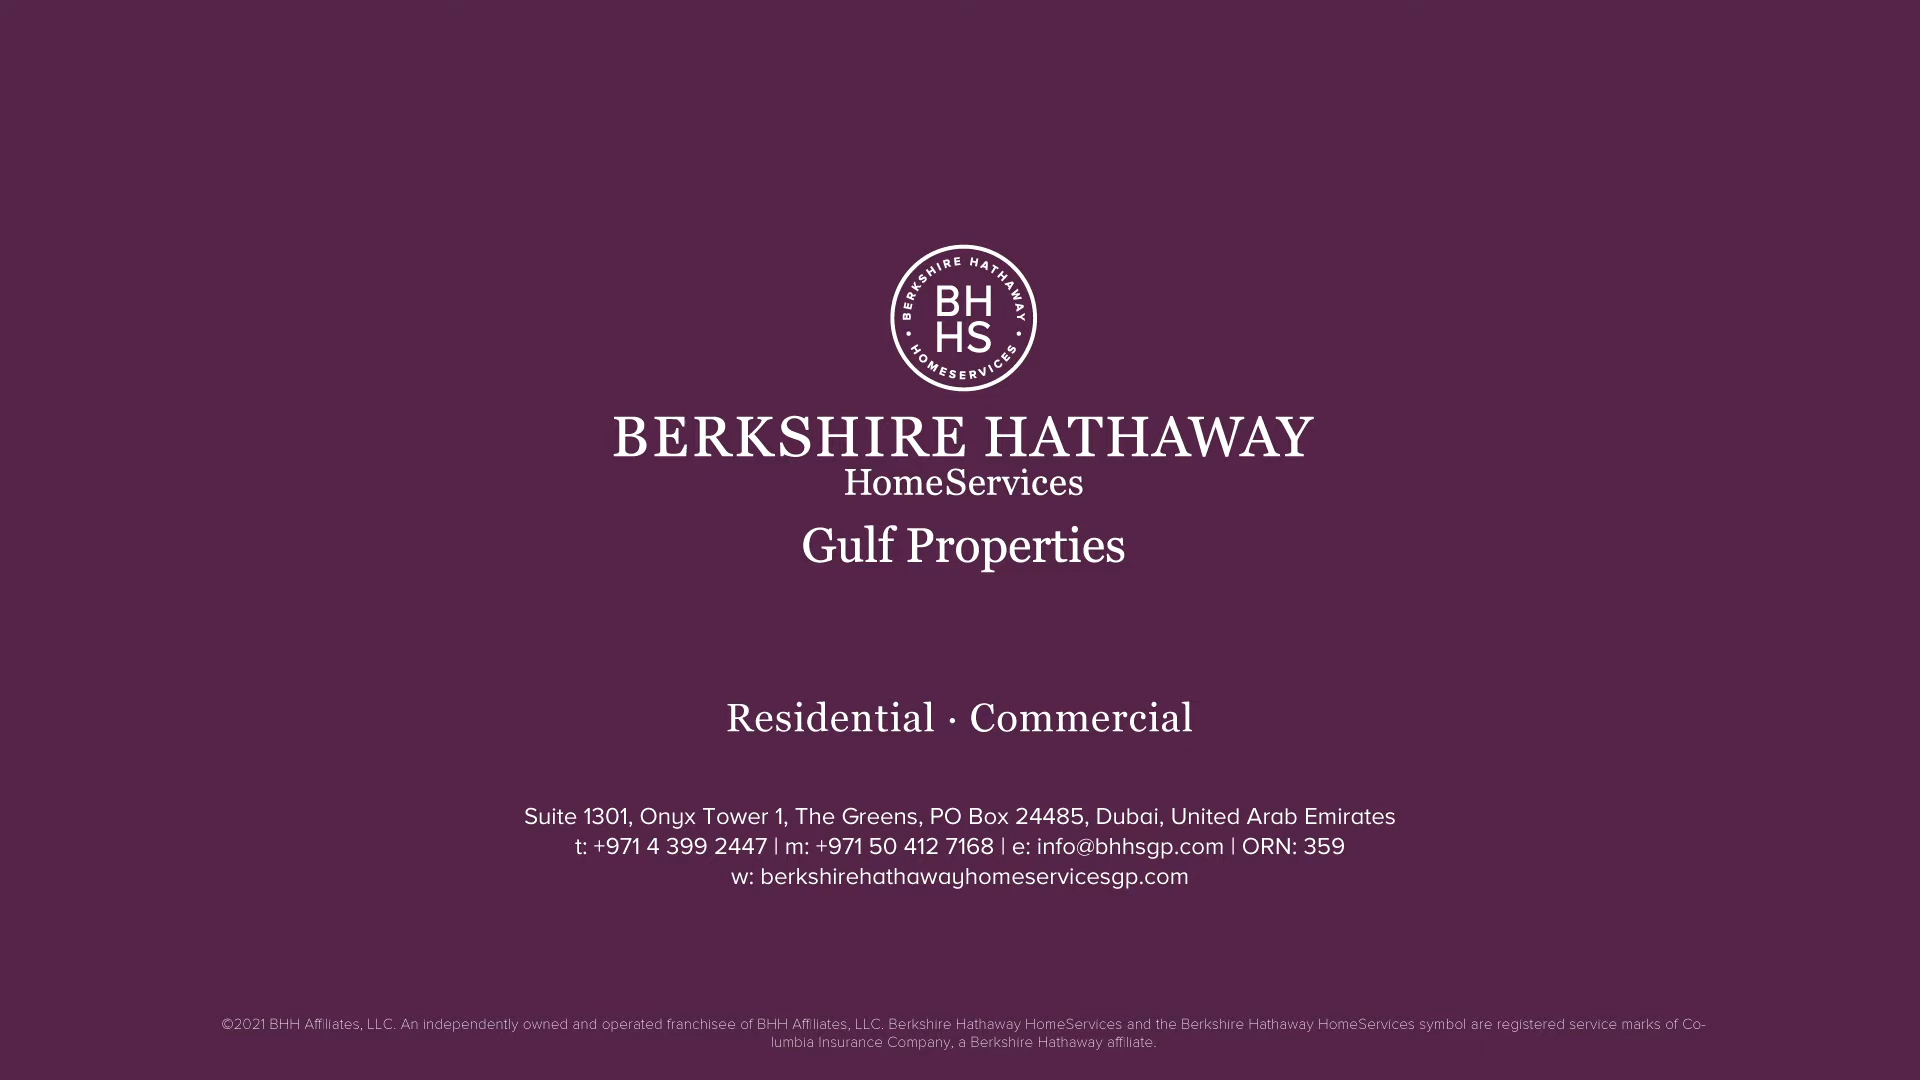 BERKSHIRE HATHAWAY
BH
HS
HOMESERVICES
BERKSHIRE HATHAWAY
HomeServices
Gulf Properties
Residential · Commercial
Suite 1301, Onyx Tower 1, The Greens, PO Box 24485, Dubai, United Arab Emirates
t: +971 4 399 2447 | m: +971 50 412 7168 | e: info@bhhsgp.com | ORN: 359
w: berkshirehathawayhomeservicesgp.com
©2021 BHH Affiliates, LLC. An independently owned and operated franchisee of BHH Affiliates, LLC. Berkshire Hathaway HomeServices and the Berkshire Hathaway HomeServices symbol are registered service marks of Co-
lumbia Insurance Company, a Berkshire Hathaway affiliate.